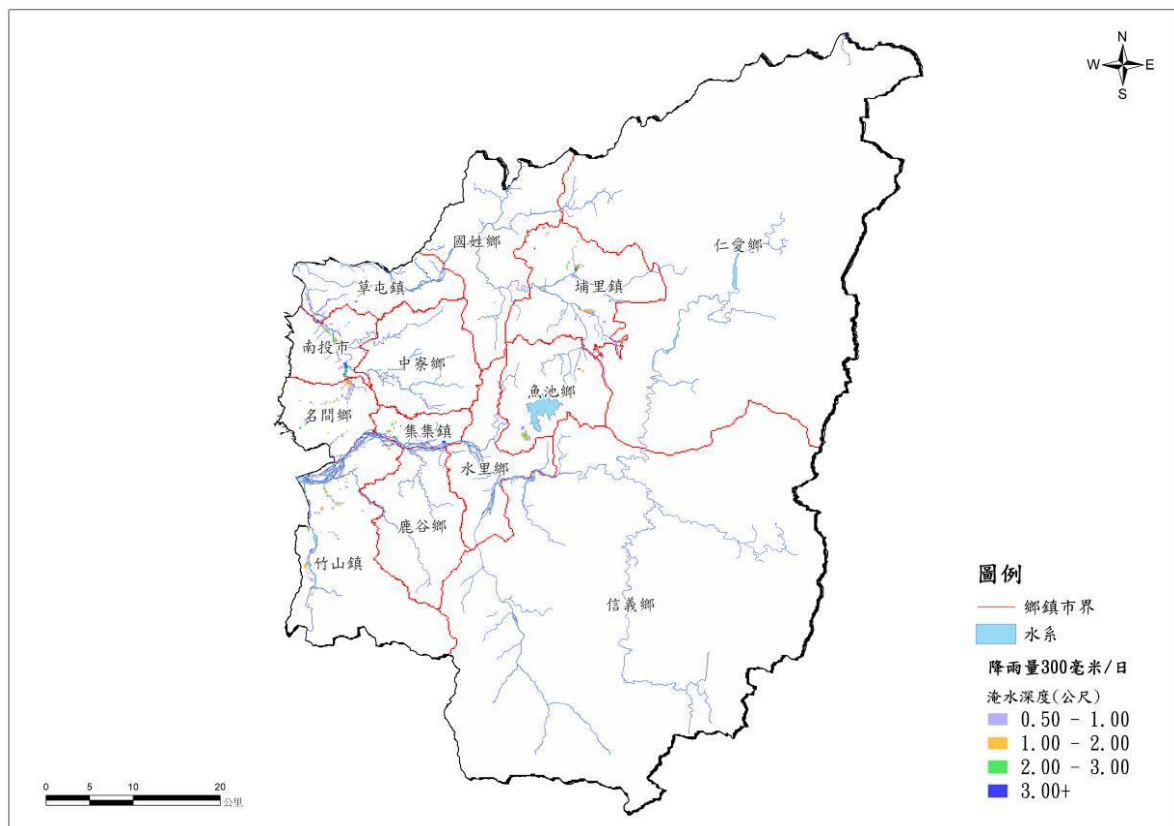 N
W E
S
國姓鄉
仁愛鄉
草屯鎮
埔里鎮
南投市
中寮鄉
魚池鄉
名間鄉
集集鎮
水里鄉
鹿谷鄉
竹山鎮
信義鄉
圖例
鄉鎮市界
水系
降雨量300毫米/日
淹水深度(公尺)
0.50 - 1.00
1.00 - 2.00
2.00 - 3.00
3.00+
0 5 10 20
公里